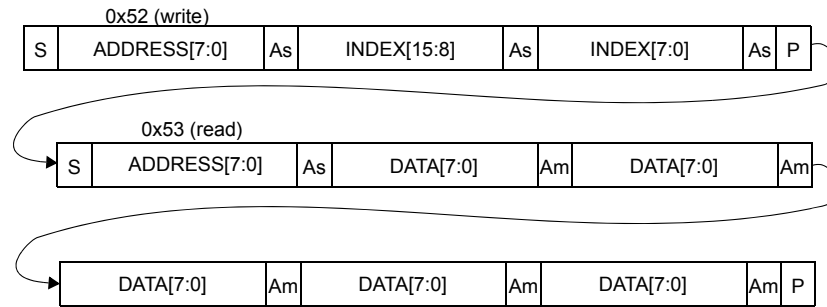 0x52 (write)
S ADDRESS[7:0] As INDEX[15:8] As INDEX[7:0] As P
0x53 (read)
S ADDRESS[7:0] As DATA[7:0] Am DATA[7:0] Am
DATA[7:0] Am DATA[7:0] Am DATA[7:0] Am P